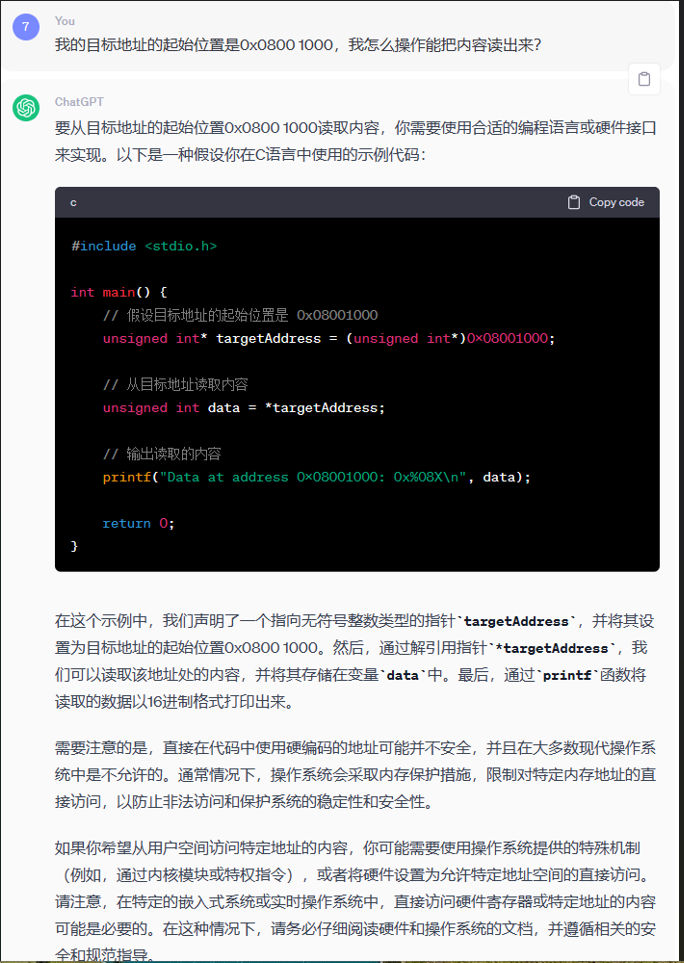 7
You
我的目标地址的起始位置是0x0800 1000，我怎么操作能把内容读出来？
ChatGPT
要从目标地址的起始位置0x0800 1000读取内容，你需要使用合适的编程语言或硬件接口
来实现。以下是一种假设你在C语言中使用的示例代码：
c
Copy code
#include <stdio.h>
int main() {
// 假设目标地址的起始位置是 0x08001000
unsigned int* targetAddress = (unsigned int*)0x08001000;
// 从目标地址读取内容
unsigned int data = *targetAddress;
// 输出读取的内容
printf("Data at address 0x08001000: 0x%08X\n", data);
return 0;
}
在这个示例中，我们声明了一个指向无符号整数类型的指针`targetAddress`，并将其设
置为目标地址的起始位置0x0800 1000。然后，通过解引用指针`*targetAddress`，我
们可以读取该地址处的内容，并将其存储在变量`data`中。最后，通过`printf`函数将
读取的数据以16进制格式打印出来。
需要注意的是，直接在代码中使用硬编码的地址可能并不安全，并且在大多数现代操作系
统中是不允许的。通常情况下，操作系统会采取内存保护措施，限制对特定内存地址的直
接访问，以防止非法访问和保护系统的稳定性和安全性。
如果你希望从用户空间访问特定地址的内容，你可能需要使用操作系统提供的特殊机制
（例如，通过内核模块或特权指令），或者将硬件设置为允许特定地址空间的直接访问。
请注意，在特定的嵌入式系统或实时操作系统中，直接访问硬件寄存器或特定地址的内容
可能是必要的。在这种情况下，请务必仔细阅读硬件和操作系统的文档，并遵循相关的安
全和规范指导。